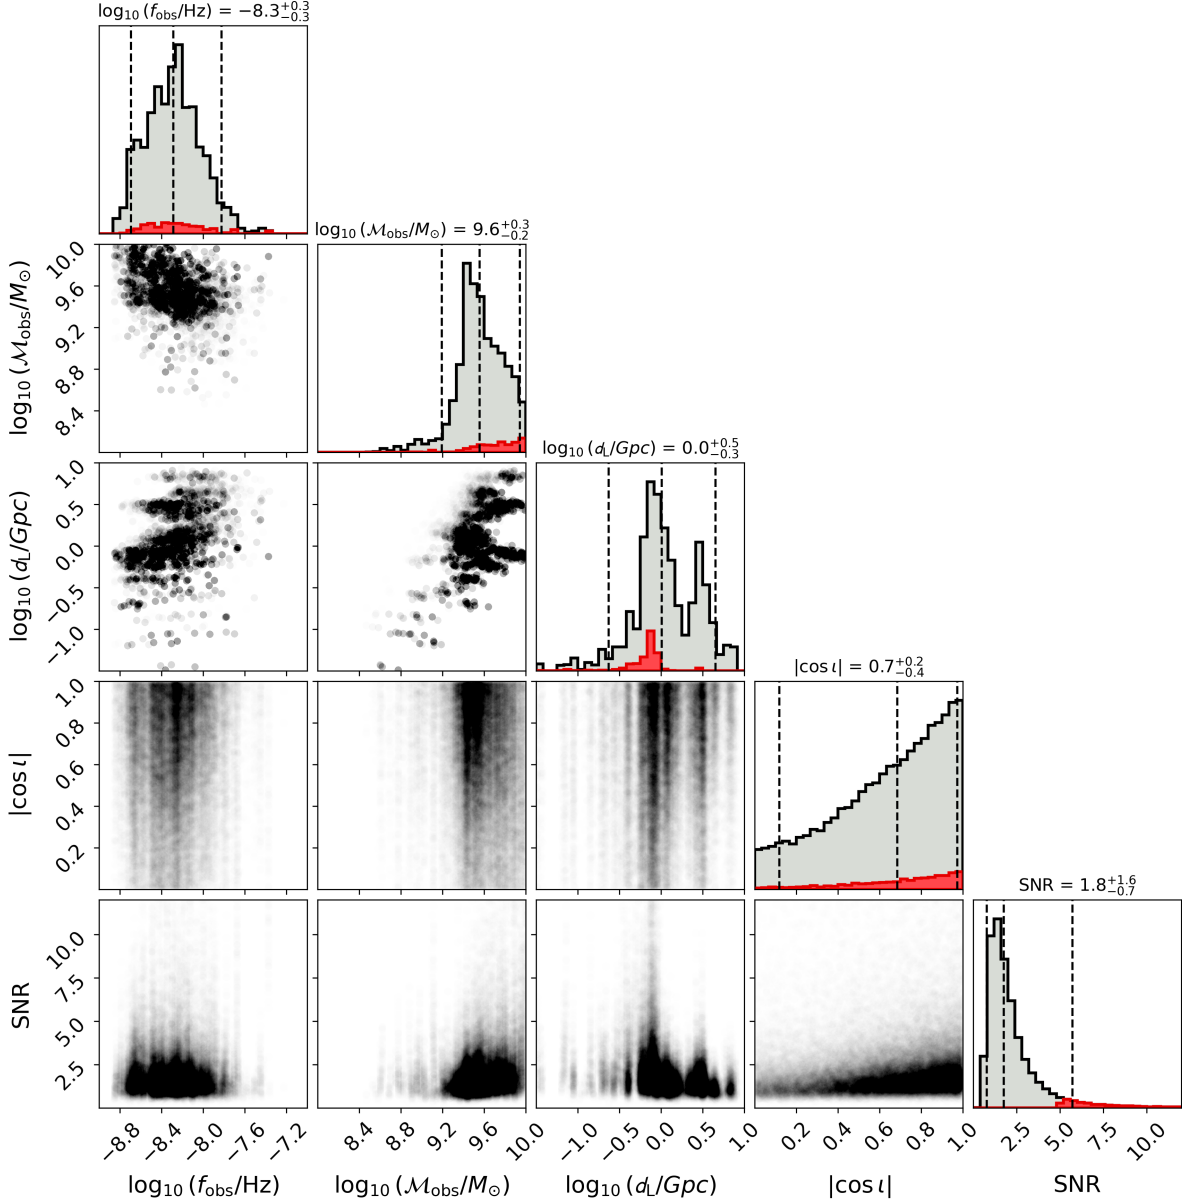 log₁₀ (f_obs/Hz) = −8.3^{+0.3}_{−0.3}
log₁₀ (ℳ_obs/M_⊙) = 9.6^{+0.3}_{−0.2}
10.0
9.6
9.2
8.8
8.4
log₁₀ (ℳ_obs/M_⊙)
log₁₀ (d_L/Gpc) = 0.0^{+0.5}_{−0.3}
1.0
0.5
0.0
−0.5
−1.0
log₁₀ (d_L/Gpc)
|cos ι| = 0.7^{+0.2}_{−0.4}
1.0
0.8
0.6
0.4
0.2
|cos ι|
SNR = 1.8^{+1.6}_{−0.7}
10.0
7.5
5.0
2.5
SNR
−8.8 −8.4 −8.0 −7.6 −7.2
8.4 8.8 9.2 9.6 10.0
−1.0 −0.5 0.0 0.5 1.0
0.2 0.4 0.6 0.8 1.0
2.5 5.0 7.5 10.0
log₁₀ (f_obs/Hz)
log₁₀ (ℳ_obs/M_⊙)
log₁₀ (d_L/Gpc)
|cos ι|
SNR